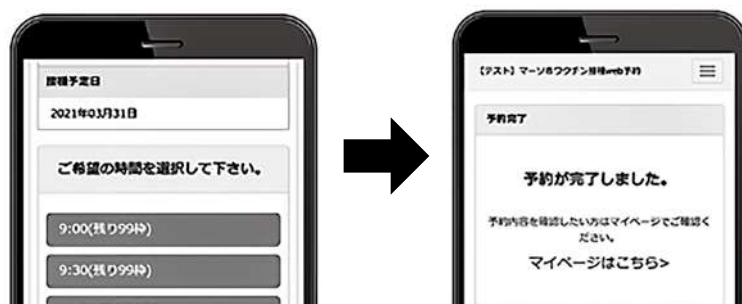 接種予定日
2021年03月31日
ご希望の時間を選択して下さい。
9:00(残り99枠)
9:30(残り99枠)
【テスト】マーソ8ワクチン接種web予約
予約完了
予約が完了しました。
予約内容を確認したい方はマイページでご確認く
ださい。
マイページはこちら>